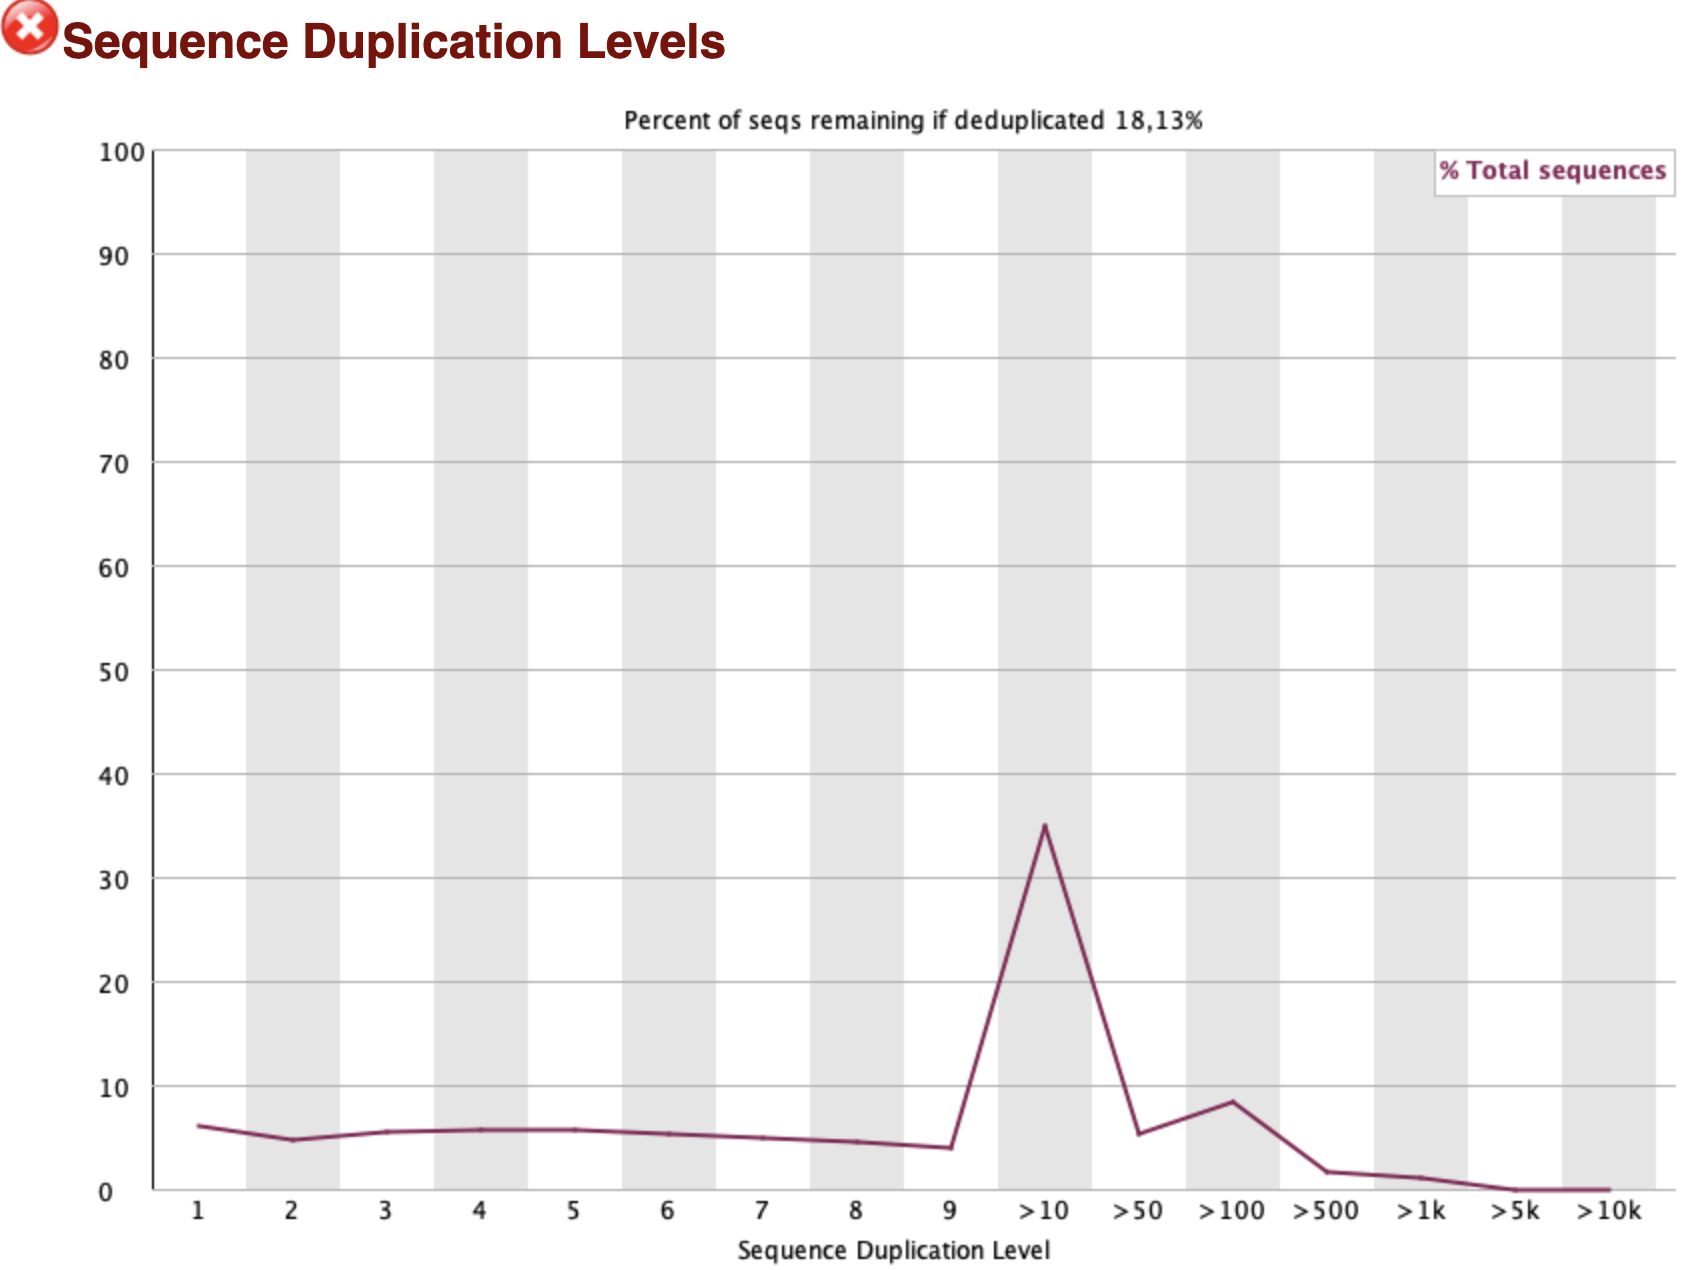 Sequence Duplication Levels
Percent of seqs remaining if deduplicated 18,13%
% Total sequences
100
90
80
70
60
50
40
30
20
10
0
1 2 3 4 5 6 7 8 9 >10 >50 >100 >500 >1k >5k >10k
Sequence Duplication Level